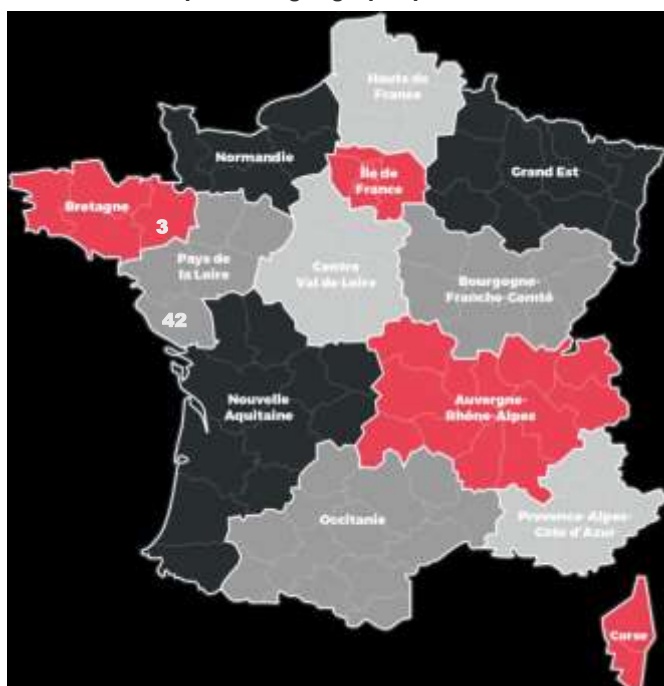 Hauts de
France
Normandie
Île de
France
Grand Est
Bretagne
3
Pays de
la Loire
Centre
Val de Loire
Bourgogne-
Franche-Comté
42
Nouvelle
Aquitaine
Auvergne-
Rhône-Alpes
Occitanie
Provence-Alpes-
Côte d'Azur
Corse